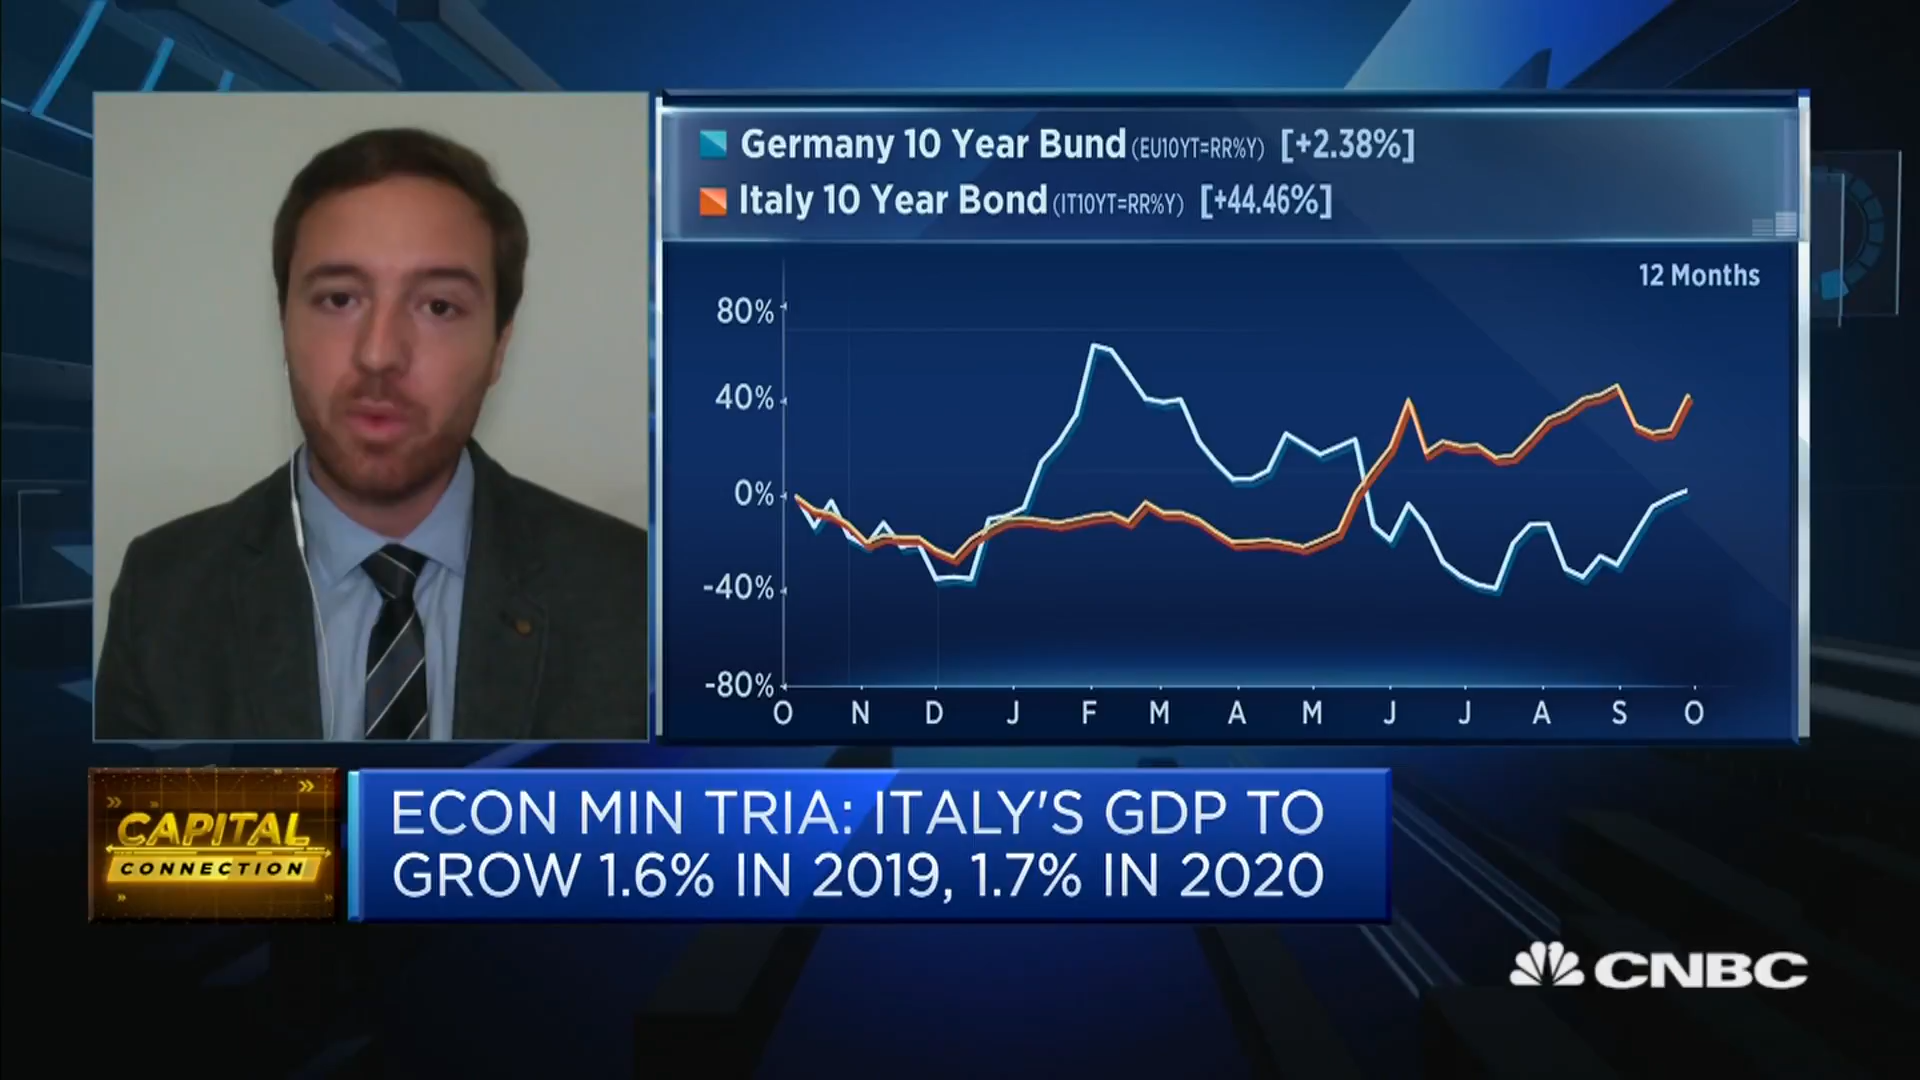 Germany 10 Year Bund (EU10YT=RR%Y) [+2.38%]
Italy 10 Year Bond (IT10YT=RR%Y) [+44.46%]
12 Months
80%
40%
0%
-40%
-80%
O N D J F M A M J J A S O
CAPITAL
CONNECTION
ECON MIN TRIA: ITALY'S GDP TO
GROW 1.6% IN 2019, 1.7% IN 2020
CNBC